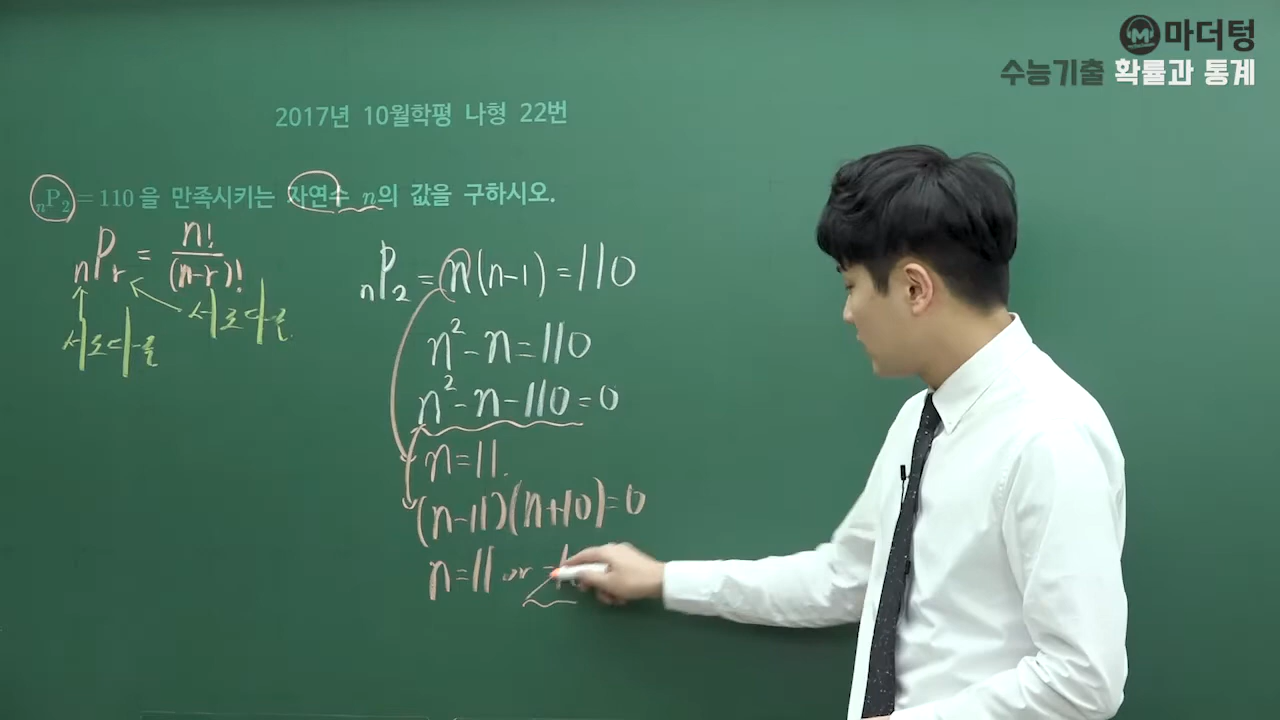 마더텅
수능기출 확률과 통계
2017년 10월학평 나형 22번
ₙP₂ = 110 을 만족시키는 자연수 n의 값을 구하시오.
ₙPᵣ = n! / (n-r)!
서로다른
서로다른
ₙP₂ = n(n-1) = 110
n² - n = 110
n² - n - 110 = 0
n = 11.
(n-11)(n+10) = 0
n = 11 or